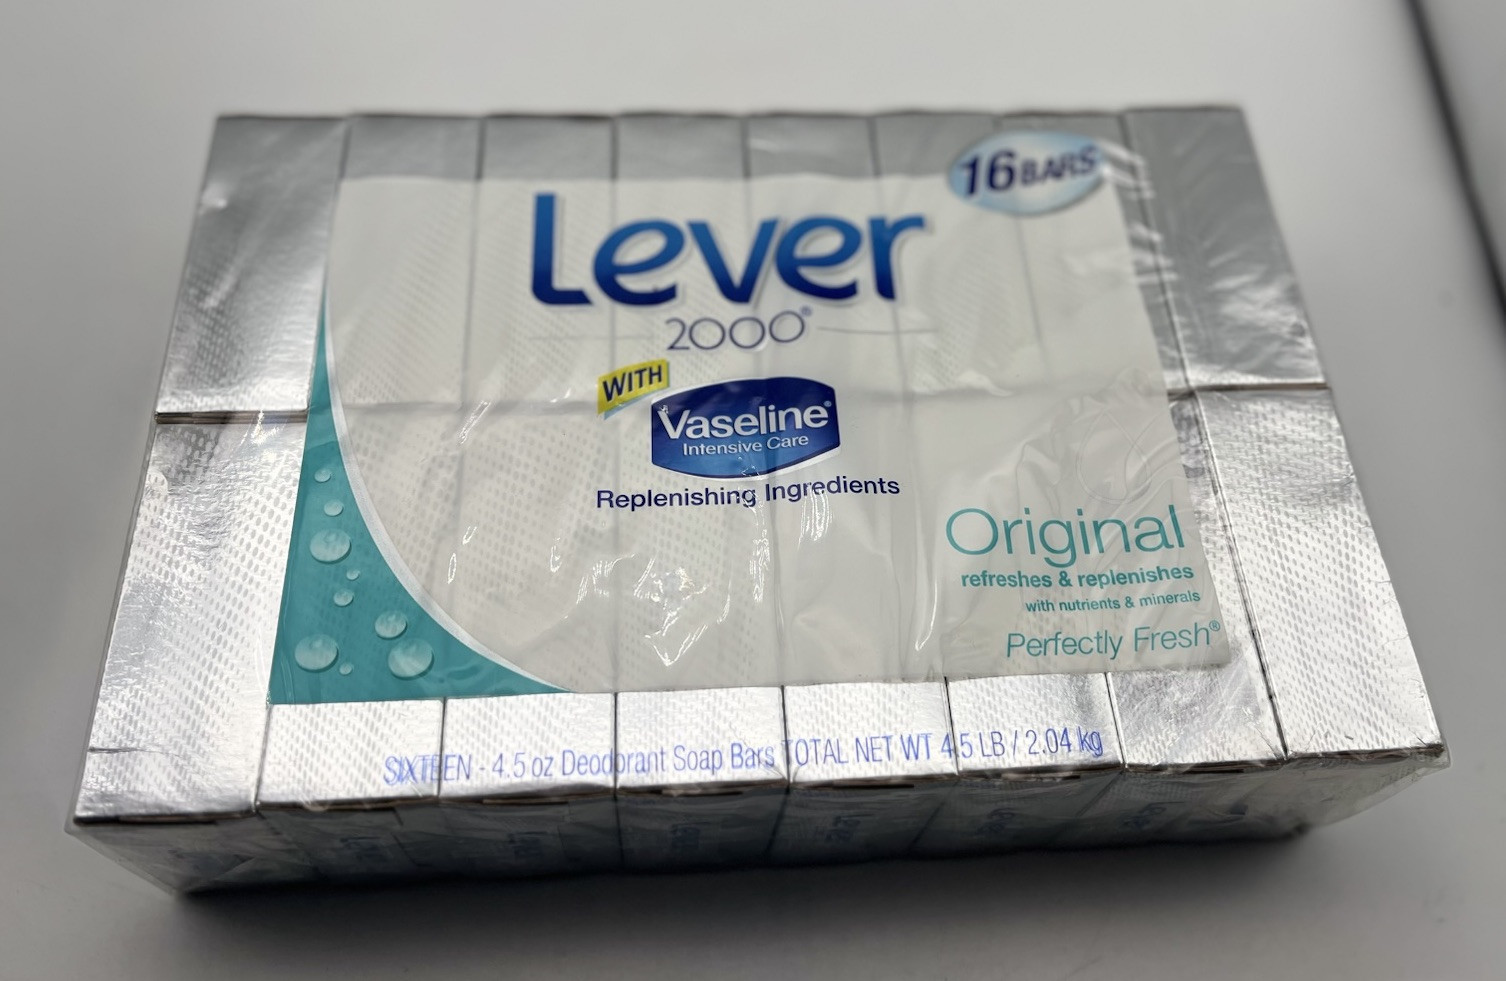 16 BARS
Lever
2000®
WITH
Vaseline®
Intensive Care
Replenishing Ingredients
Original
refreshes & replenishes
with nutrients & minerals
Perfectly Fresh®
SIXTEEN - 4.5 oz Deodorant Soap Bars TOTAL NET WT 4.5 LB / 2.04 kg